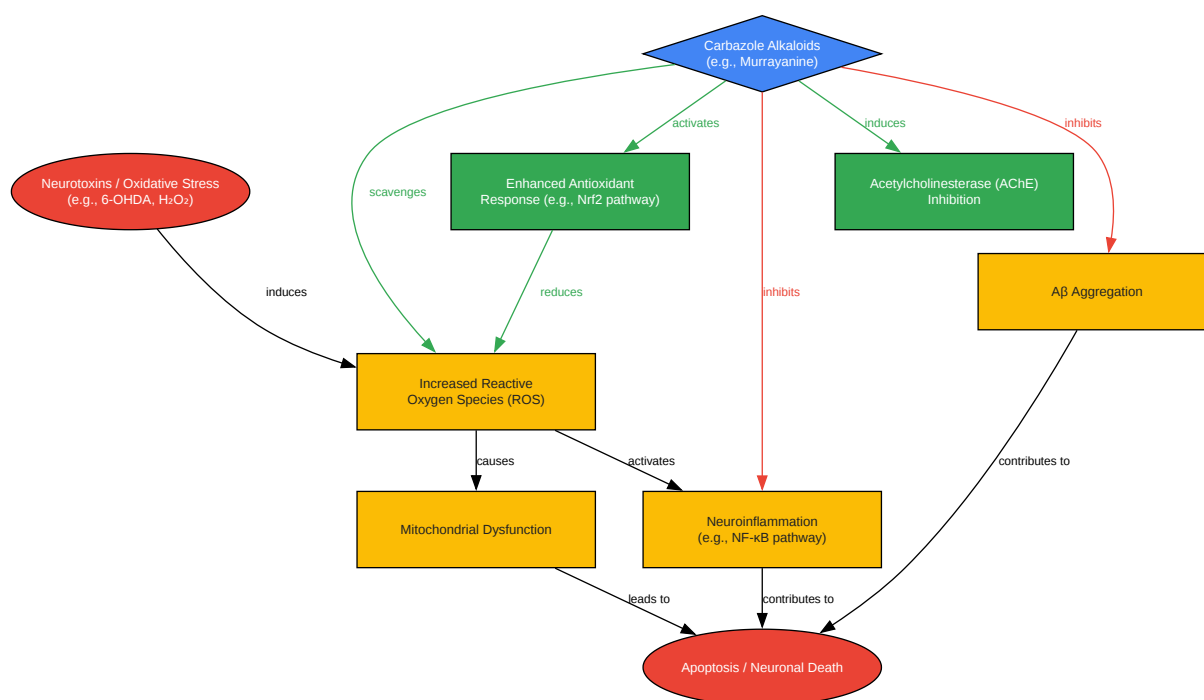 Carbazole Alkaloids
(e.g., Murrayanine)
activates
induces
inhibits
Neurotoxins / Oxidative Stress
(e.g., 6-OHDA, H₂O₂)
scavenges
Enhanced Antioxidant
Response (e.g., Nrf2 pathway)
Acetylcholinesterase (AChE)
Inhibition
induces
reduces
inhibits
Aβ Aggregation
Increased Reactive
Oxygen Species (ROS)
causes
activates
contributes to
Mitochondrial Dysfunction
Neuroinflammation
(e.g., NF-κB pathway)
leads to
contributes to
Apoptosis / Neuronal Death